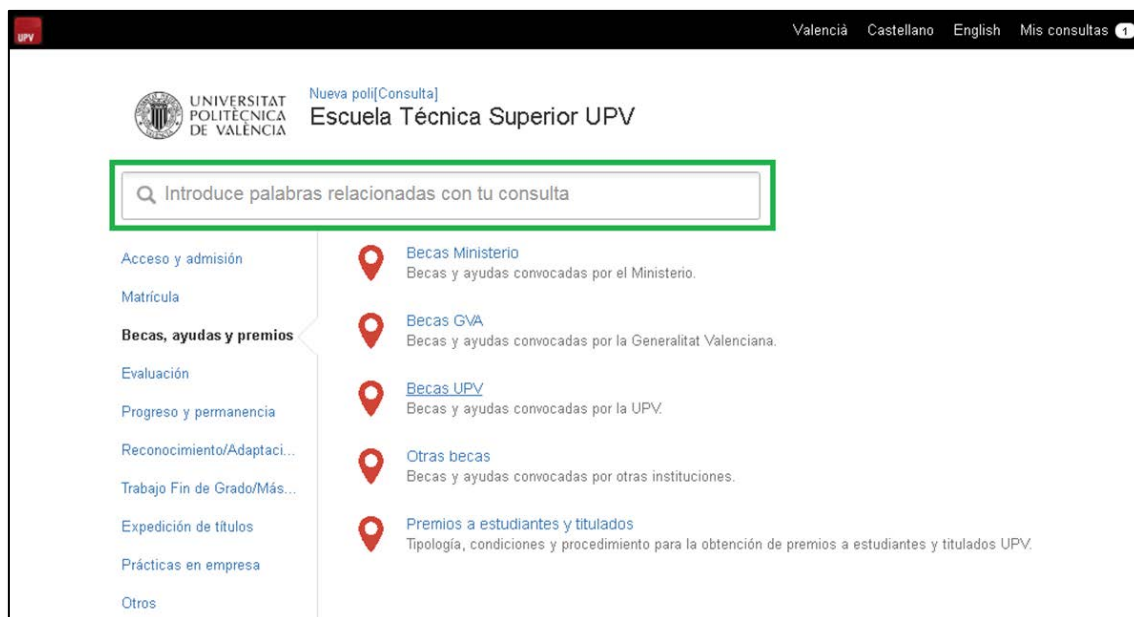 UPV
Valencià Castellano English Mis consultas 1
UNIVERSITAT
POLITÈCNICA
DE VALÈNCIA
Nueva poli[Consulta]
Escuela Técnica Superior UPV
Introduce palabras relacionadas con tu consulta
Acceso y admisión
Matrícula
Becas, ayudas y premios
Evaluación
Progreso y permanencia
Reconocimiento/Adaptaci...
Trabajo Fin de Grado/Más...
Expedición de títulos
Prácticas en empresa
Otros
Becas Ministerio
Becas y ayudas convocadas por el Ministerio.
Becas GVA
Becas y ayudas convocadas por la Generalitat Valenciana.
Becas UPV
Becas y ayudas convocadas por la UPV.
Otras becas
Becas y ayudas convocadas por otras instituciones.
Premios a estudiantes y titulados
Tipología, condiciones y procedimiento para la obtención de premios a estudiantes y titulados UPV.